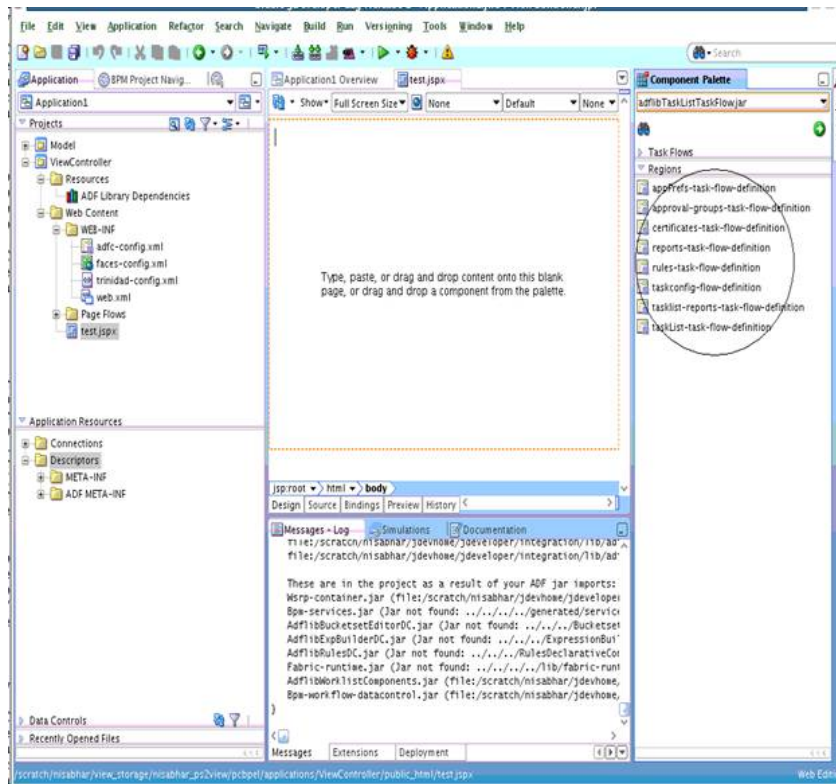 File Edit View Application Refactor Search Navigate Build Run Versioning Tools Window Help
Search
Application
BPM Project Navig...
Application1
Projects
Model
ViewController
Resources
ADF Library Dependencies
Web Content
WEB-INF
adfc-config.xml
faces-config.xml
trinidad-config.xml
web.xml
Page Flows
test.jspx
Application Resources
Connections
Descriptors
META-INF
ADF META-INF
Data Controls
Recently Opened Files
Application1 Overview
test.jspx
Show Full Screen Size None Default None
Type, paste, or drag and drop content onto this blank
page, or drag and drop a component from the palette.
jsp:root html body
Design Source Bindings Preview History
Messages - Log Simulations Documentation
file:/scratch/nisabhar/jdevhome/jdeveloper/integration/lib/ad
file:/scratch/nisabhar/jdevhome/jdeveloper/integration/lib/ad
These are in the project as a result of your ADF jar imports:
Wsrp-container.jar (file:/scratch/nisabhar/jdevhome/jdeveloper
Bpm-services.jar (Jar not found: ../../../../generated/service
AdflibBucketsetEditorDC.jar (Jar not found: ../../../Bucketset
AdflibExpBuilderDC.jar (Jar not found: ../../../ExpressionBui
AdflibRulesDC.jar (Jar not found: ../../../RulesDeclarativeCo
Fabric-runtime.jar (Jar not found: ../../../../lib/fabric-runt
AdflibWorklistComponents.jar (file:/scratch/nisabhar/jdevhome,
Bpm-workflow-datacontrol.jar (file:/scratch/nisabhar/jdevhome,
}
Messages Extensions Deployment
Component Palette
adflibTaskListTaskFlow.jar
Task Flows
Regions
appPrefs-task-flow-definition
approval-groups-task-flow-definition
certificates-task-flow-definition
reports-task-flow-definition
rules-task-flow-definition
taskconfig-flow-definition
tasklist-reports-task-flow-definition
taskList-task-flow-definition
/scratch/nisabhar/view_storage/nisabhar_ps2view/pcbpel/applications/ViewController/public_html/test.jspx
Web Edi